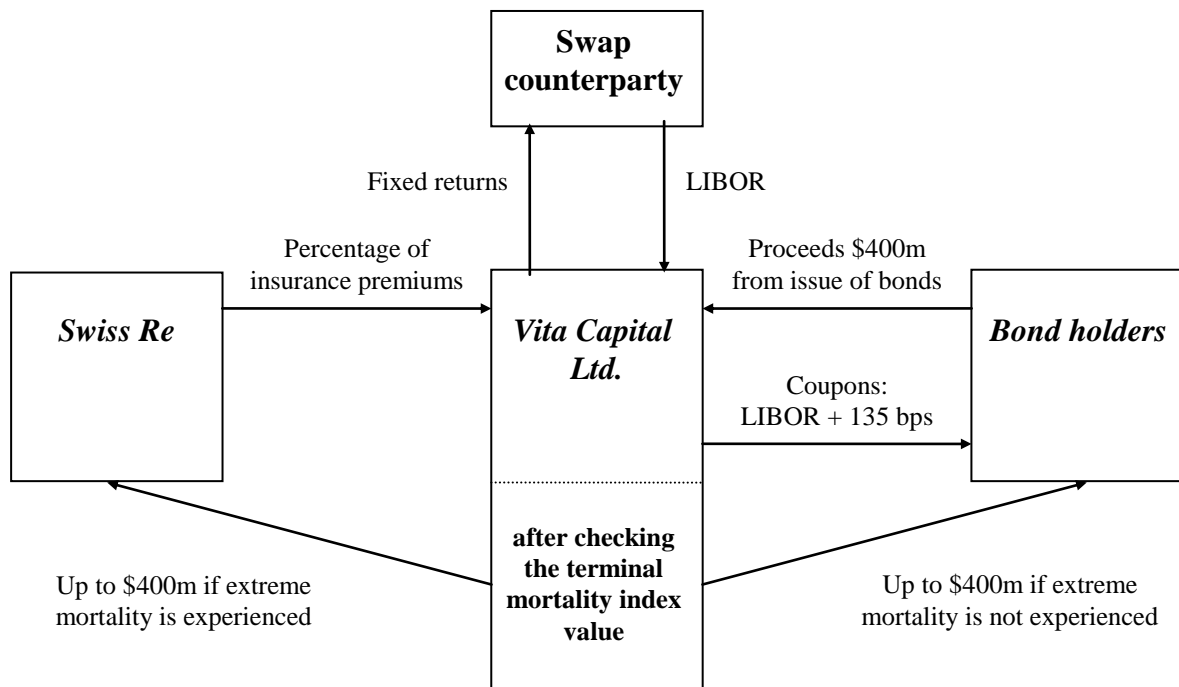 Swap
counterparty
Fixed returns
LIBOR
Percentage of
insurance premiums
Proceeds $400m
from issue of bonds
Swiss Re
Vita Capital
Ltd.
Bond holders
Coupons:
LIBOR + 135 bps
after checking
the terminal
mortality index
value
Up to $400m if extreme
mortality is experienced
Up to $400m if extreme
mortality is not experienced